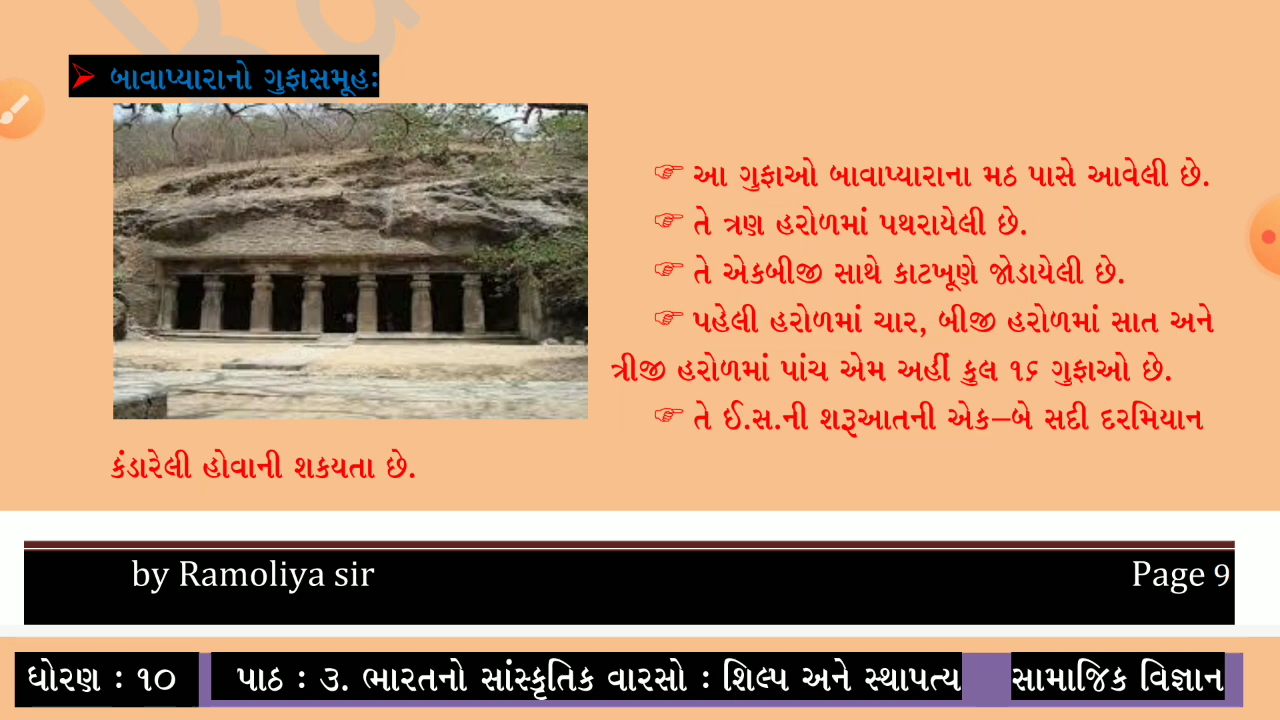 ➢ બાવાપ્યારાનો ગુફાસમૂહઃ
☞ આ ગુફાઓ બાવાપ્યારાના મઠ પાસે આવેલી છે.
☞ તે ત્રણ હરોળમાં પથરાયેલી છે.
☞ તે એકબીજી સાથે કાટખૂણે જોડાયેલી છે.
☞ પહેલી હરોળમાં ચાર, બીજી હરોળમાં સાત અને
ત્રીજી હરોળમાં પાંચ એમ અહીં કુલ ૧૬ ગુફાઓ છે.
☞ તે ઈ.સ.ની શરૂઆતની એક–બે સદી દરમિયાન
કંડારેલી હોવાની શકયતા છે.
by Ramoliya sir Page 9
ધોરણ : ૧૦ પાઠ : ૩. ભારતનો સાંસ્કૃતિક વારસો : શિલ્પ અને સ્થાપત્ય સામાજિક વિજ્ઞાન